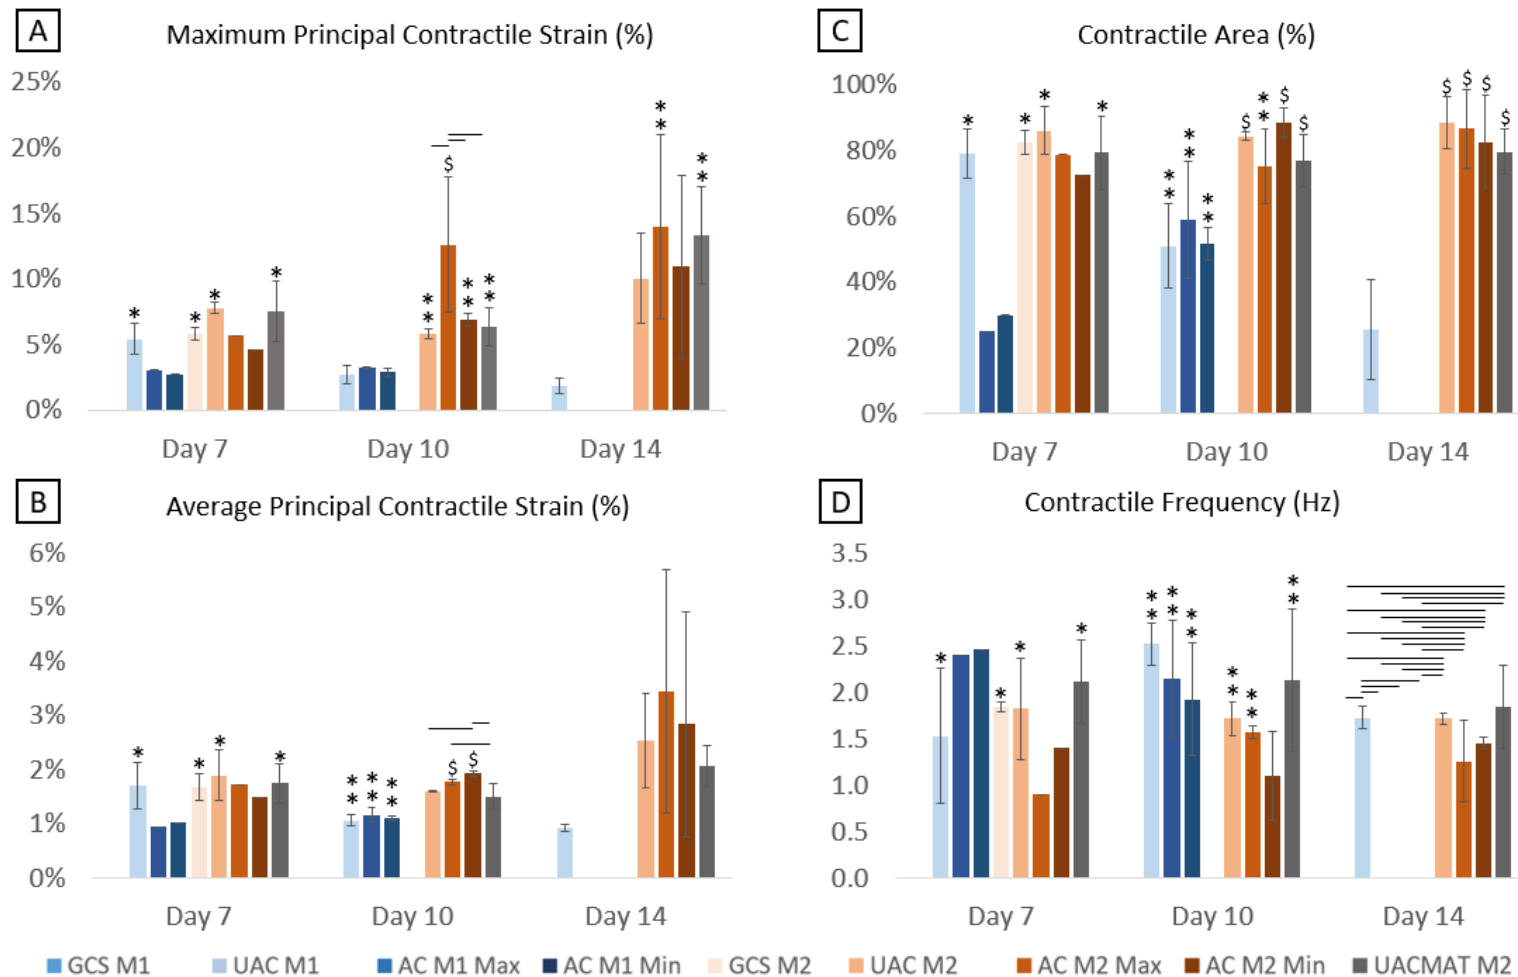 A
Maximum Principal Contractile Strain (%)
25%
20%
15%
10%
5%
0%
* * * *
** $ ** **
** **
Day 7 Day 10 Day 14
B
Average Principal Contractile Strain (%)
6%
5%
4%
3%
2%
1%
0%
* * * *
** ** ** $ $
Day 7 Day 10 Day 14
C
Contractile Area (%)
100%
80%
60%
40%
20%
0%
* * * *
** ** ** $ ** $ $
$ $ $ $
Day 7 Day 10 Day 14
D
Contractile Frequency (Hz)
3.5
3.0
2.5
2.0
1.5
1.0
0.5
0.0
* * * *
** ** ** ** ** **
Day 7 Day 10 Day 14
GCS M1 UAC M1 AC M1 Max AC M1 Min GCS M2 UAC M2 AC M2 Max AC M2 Min UACMAT M2